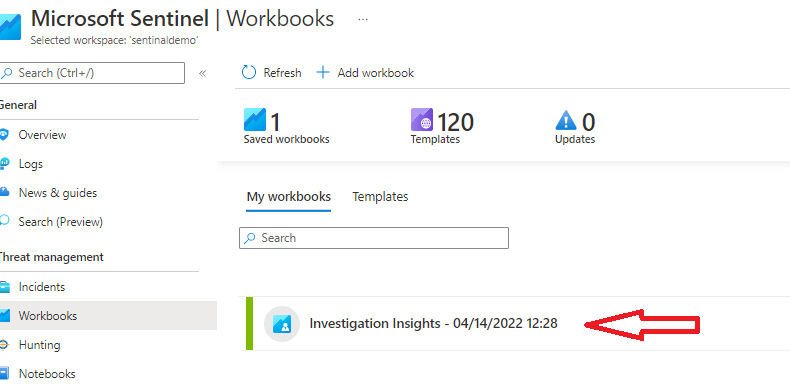 Microsoft Sentinel | Workbooks ...
Selected workspace: 'sentinaldemo'
Search (Ctrl+/)
«
Refresh
Add workbook
General
Overview
Logs
News & guides
Search (Preview)
1
Saved workbooks
120
Templates
0
Updates
My workbooks
Templates
Search
Threat management
Incidents
Workbooks
Hunting
Notebooks
Investigation Insights - 04/14/2022 12:28